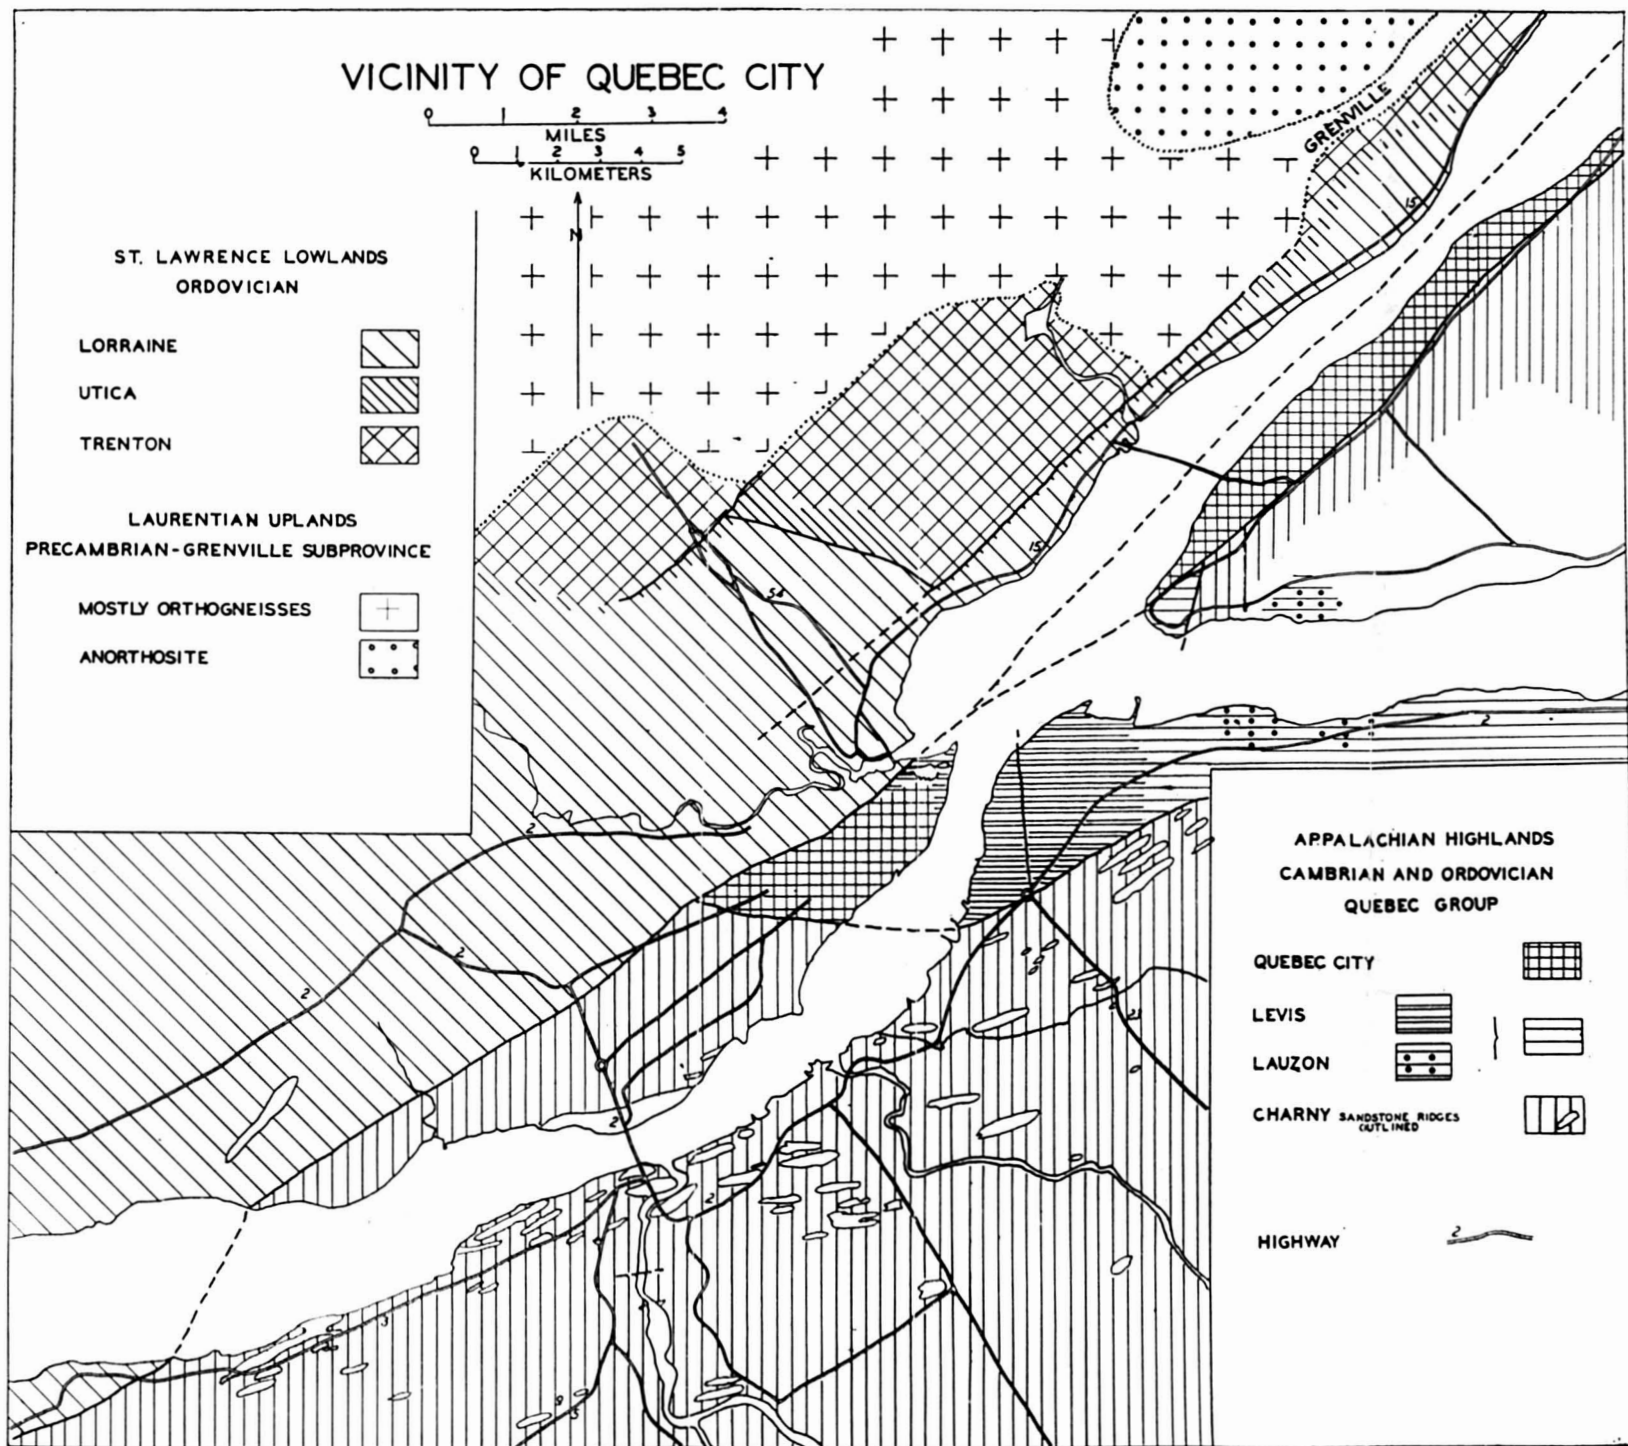 VICINITY OF QUEBEC CITY
0 1 2 3 4
MILES
0 1 2 3 4 5
KILOMETERS
N
GRENVILLE
ST. LAWRENCE LOWLANDS
ORDOVICIAN
LORRAINE
UTICA
TRENTON
LAURENTIAN UPLANDS
PRECAMBRIAN-GRENVILLE SUBPROVINCE
MOSTLY ORTHOGNEISSES
ANORTHOSITE
15
15
54
2
2
2
2
2
2
2
21
3
APPALACHIAN HIGHLANDS
CAMBRIAN AND ORDOVICIAN
QUEBEC GROUP
QUEBEC CITY
LEVIS
LAUZON
CHARNY SANDSTONE RIDGES
OUTLINED
HIGHWAY 2